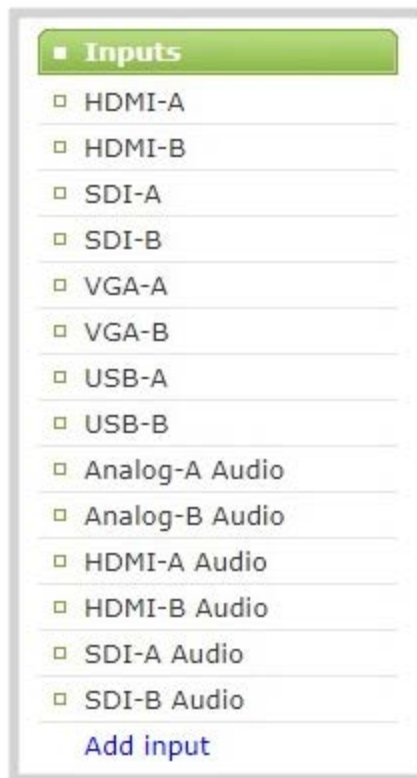 Inputs
HDMI-A
HDMI-B
SDI-A
SDI-B
VGA-A
VGA-B
USB-A
USB-B
Analog-A Audio
Analog-B Audio
HDMI-A Audio
HDMI-B Audio
SDI-A Audio
SDI-B Audio
Add input